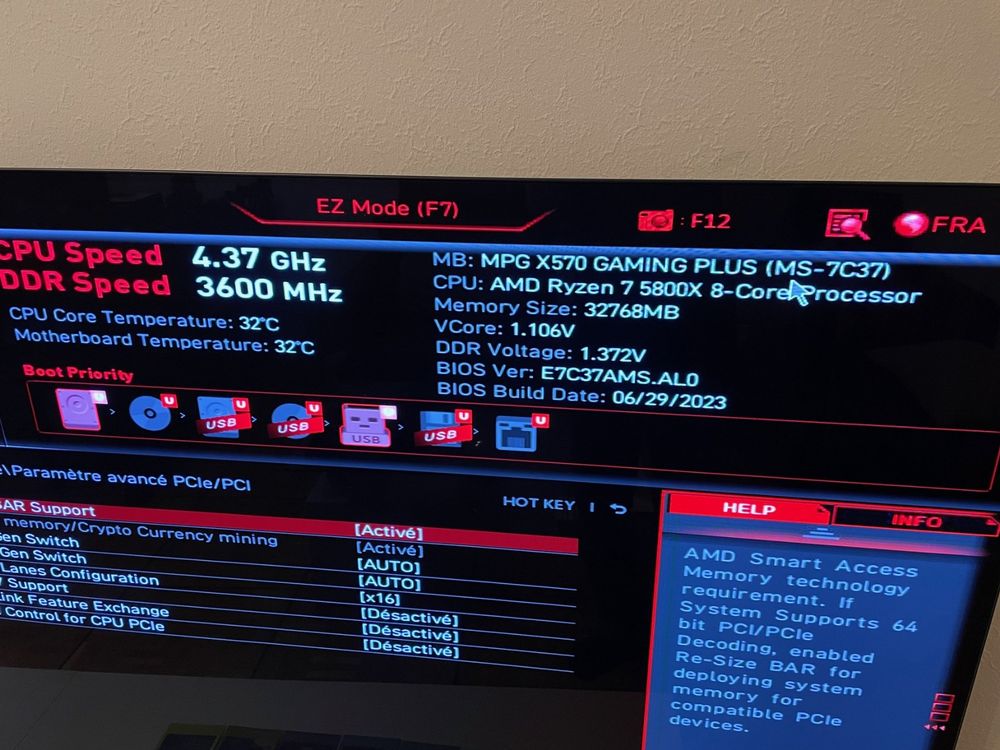 EZ Mode (F7)
: F12
FRA
CPU Speed 4.37 GHz
DDR Speed 3600 MHz
CPU Core Temperature: 32°C
Motherboard Temperature: 32°C
MB: MPG X570 GAMING PLUS (MS-7C37)
CPU: AMD Ryzen 7 5800X 8-Core Processor
Memory Size: 32768MB
VCore: 1.106V
DDR Voltage: 1.372V
BIOS Ver: E7C37AMS.AL0
BIOS Build Date: 06/29/2023
Boot Priority
U
U
U
USB
U
USB
USB
U
USB
U
\Paramètre avancé PCIe/PCI
HOT KEY
BAR Support [Activé]
memory/Crypto Currency mining [Activé]
Gen Switch [AUTO]
Gen Switch [AUTO]
Lanes Configuration [x16]
Support [Désactivé]
Link Feature Exchange [Désactivé]
Control for CPU PCIe [Désactivé]
HELP
INFO
AMD Smart Access
Memory technology
requirement. If
System Supports 64
bit PCI/PCIe
Decoding, enabled
Re-Size BAR for
deploying system
memory for
compatible PCIe
devices.